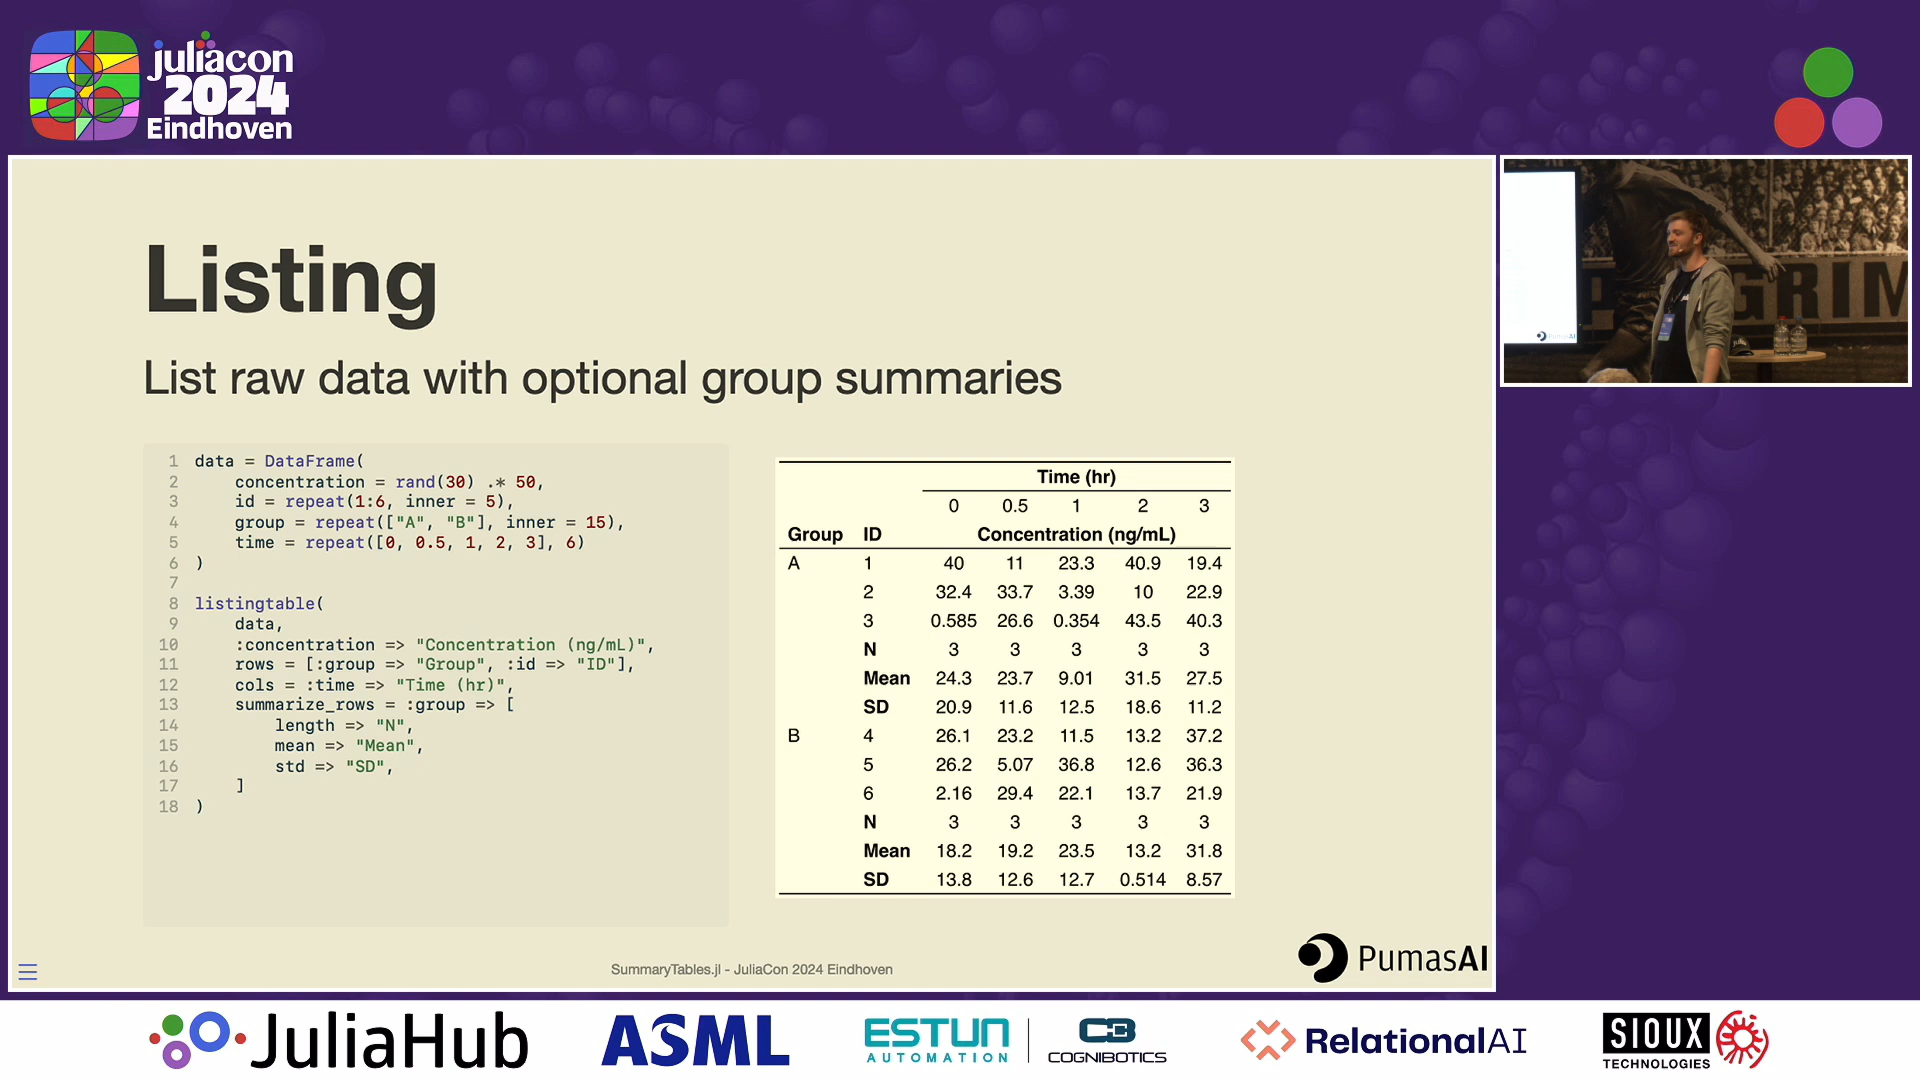 juliacon
2024
Eindhoven
Listing
List raw data with optional group summaries
1 data = DataFrame(
2 concentration = rand(30) .* 50,
3 id = repeat(1:6, inner = 5),
4 group = repeat(["A", "B"], inner = 15),
5 time = repeat([0, 0.5, 1, 2, 3], 6)
6 )
7
8 listingtable(
9 data,
10 :concentration => "Concentration (ng/mL)",
11 rows = [:group => "Group", :id => "ID"],
12 cols = :time => "Time (hr)",
13 summarize_rows = :group => [
14 length => "N",
15 mean => "Mean",
16 std => "SD",
17 ]
18 )
Time (hr)
0 0.5 1 2 3
Group ID Concentration (ng/mL)
A 1 40 11 23.3 40.9 19.4
2 32.4 33.7 3.39 10 22.9
3 0.585 26.6 0.354 43.5 40.3
N 3 3 3 3 3
Mean 24.3 23.7 9.01 31.5 27.5
SD 20.9 11.6 12.5 18.6 11.2
B 4 26.1 23.2 11.5 13.2 37.2
5 26.2 5.07 36.8 12.6 36.3
6 2.16 29.4 22.1 13.7 21.9
N 3 3 3 3 3
Mean 18.2 19.2 23.5 13.2 31.8
SD 13.8 12.6 12.7 0.514 8.57
SummaryTables.jl - JuliaCon 2024 Eindhoven
PumasAI
GRIM
PumasAI
JuliaHub
ASML
ESTUN
AUTOMATION
COGNIBOTICS
RelationalAI
SIOUX
TECHNOLOGIES